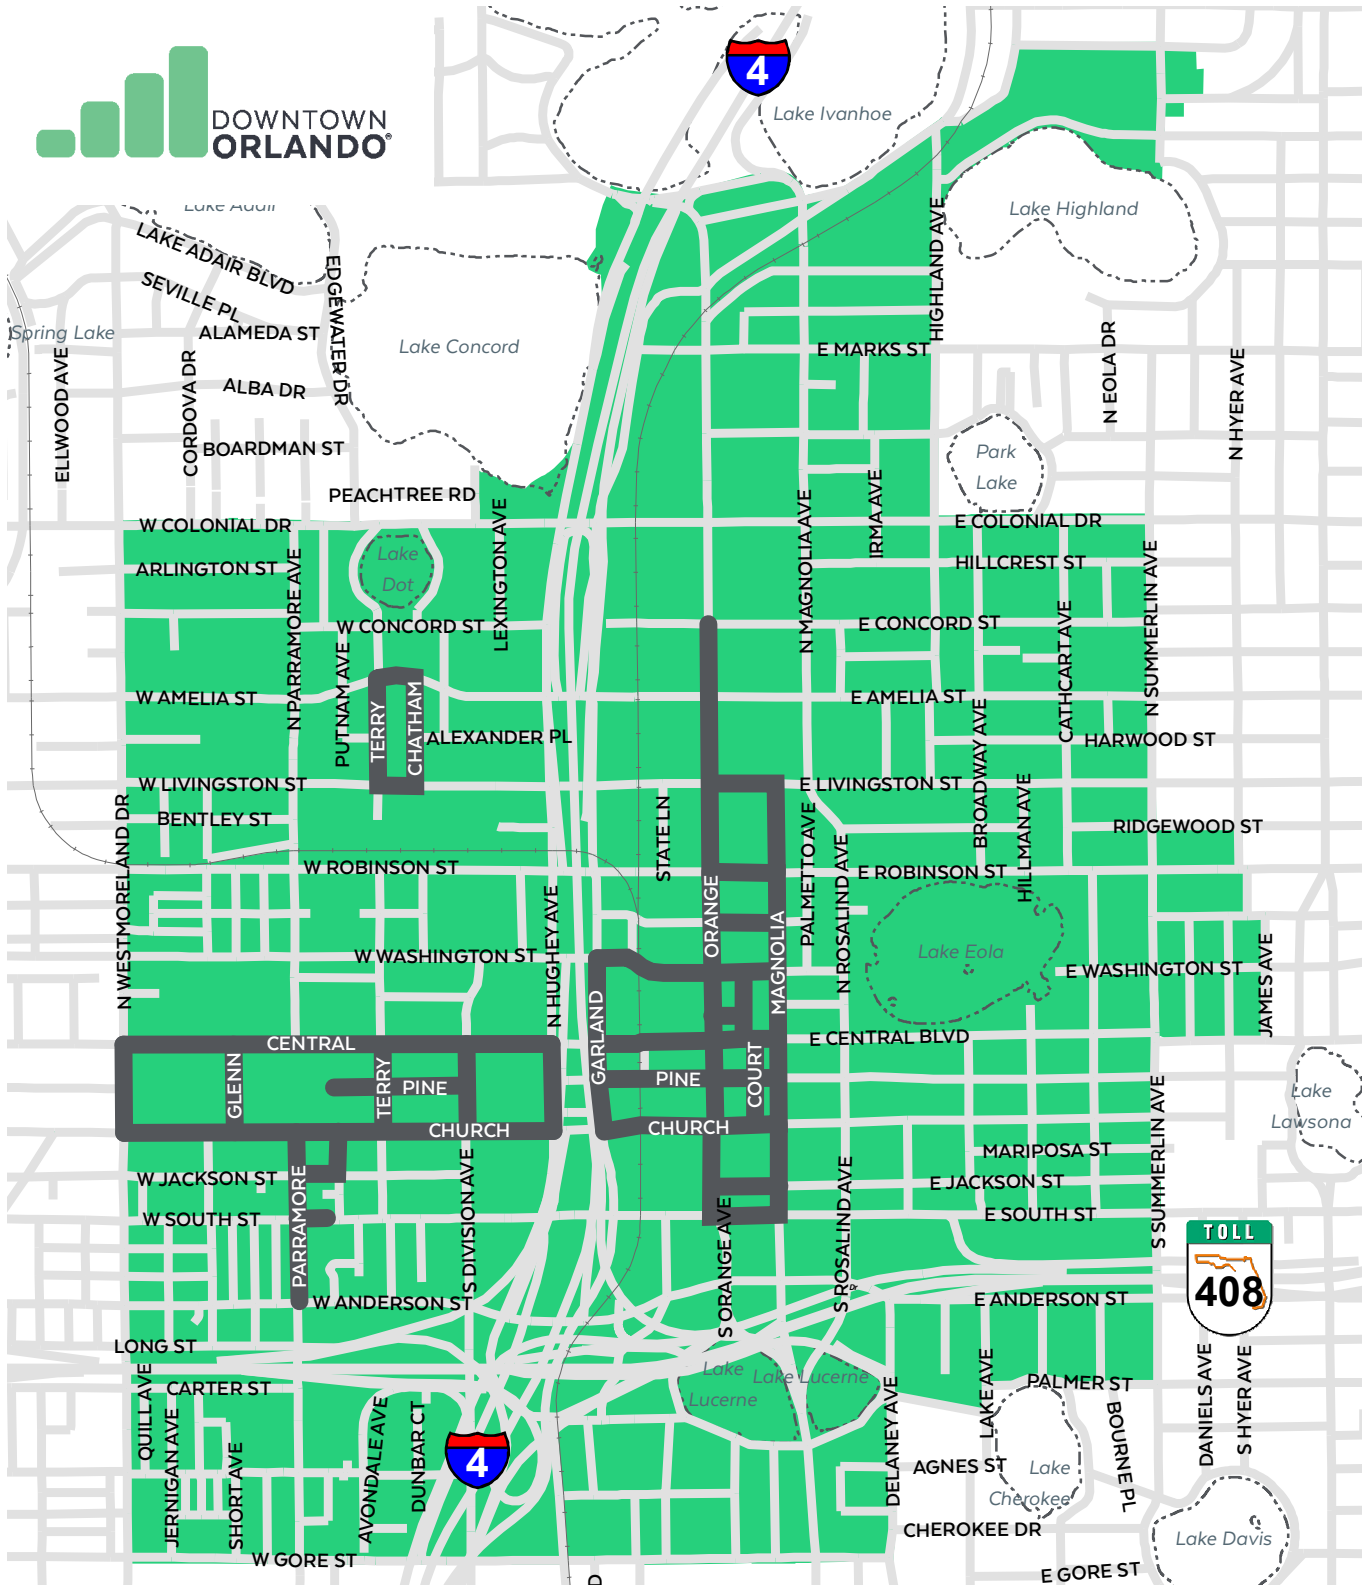 4
Lake Ivanhoe
DOWNTOWN
ORLANDO®
Lake Adair
Lake Highland
LAKE ADAIR BLVD
SEVILLE PL
ALAMEDA ST
Spring Lake
EDGEWATER DR
Lake Concord
HIGHLAND AVE
E MARKS ST
ELLWOOD AVE
CORDOVA DR
ALBA DR
BOARDMAN ST
N EOLA DR
N HYER AVE
Park
Lake
PEACHTREE RD
W COLONIAL DR
LEXINGTON AVE
N MAGNOLIA AVE
IRMA AVE
E COLONIAL DR
ARLINGTON ST
N PARRAMORE AVE
Lake
Dot
HILLCREST ST
N SUMMERLIN AVE
W CONCORD ST
E CONCORD ST
CATHCART AVE
PUTNAM AVE
W AMELIA ST
TERRY
CHATHAM
E AMELIA ST
BROADWAY AVE
ALEXANDER PL
HARWOOD ST
W LIVINGSTON ST
E LIVINGSTON ST
N WESTMORELAND DR
BENTLEY ST
STATE LN
PALMETTO AVE
HILLMAN AVE
RIDGEWOOD ST
W ROBINSON ST
E ROBINSON ST
N ROSALIND AVE
ORANGE
MAGNOLIA
N HUGHEY AVE
W WASHINGTON ST
Lake Eola
E WASHINGTON ST
JAMES AVE
GARLAND
CENTRAL
E CENTRAL BLVD
GLENN
TERRY
PINE
PINE
COURT
CHURCH
CHURCH
Lake
Lawsona
S SUMMERLIN AVE
MARIPOSA ST
W JACKSON ST
E JACKSON ST
PARRAMORE
S DIVISION AVE
S ORANGE AVE
S ROSALIND AVE
W SOUTH ST
E SOUTH ST
TOLL
408
W ANDERSON ST
E ANDERSON ST
LONG ST
CARTER ST
Lake
Lucerne
Lake Lucerne
LAKE AVE
PALMER ST
DANIELS AVE
S HYER AVE
QUILL AVE
JERNIGAN AVE
SHORT AVE
AVONDALE AVE
DUNBAR CT
4
DELANEY AVE
AGNES ST
Lake
Cherokee
BOURNE PL
CHEROKEE DR
Lake Davis
W GORE ST
E GORE ST